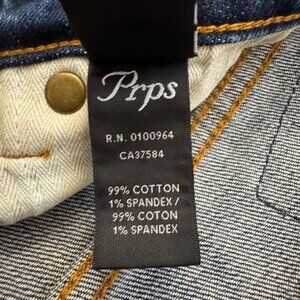 Prps
R.N. 0100964
CA37584
99% COTTON
1% SPANDEX /
99% COTON
1% SPANDEX